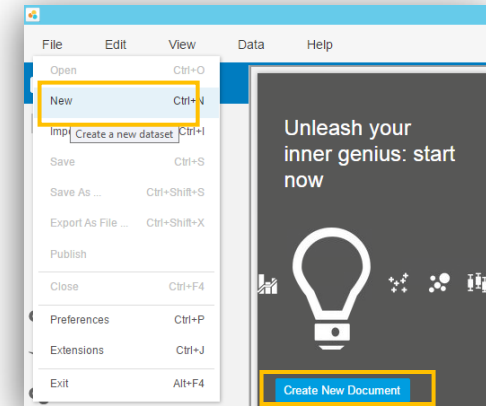 File Edit View Data Help
Open Ctrl+O
New Ctrl+N
Create a new dataset Ctrl+I
Save Ctrl+S
Save As ... Ctrl+Shift+S
Export As File ... Ctrl+Shift+X
Publish
Close Ctrl+F4
Preferences Ctrl+P
Extensions Ctrl+J
Exit Alt+F4
Unleash your
inner genius: start
now
Create New Document